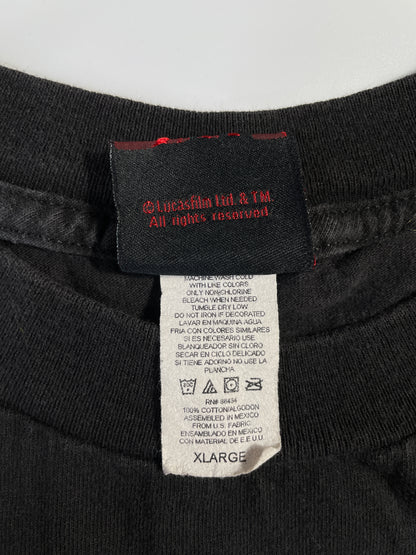 © Lucasfilm Ltd. & TM.
All rights reserved
MACHINE WASH COLD
WITH LIKE COLORS
ONLY NON-CHLORINE
BLEACH WHEN NEEDED
TUMBLE DRY LOW
DO NOT IRON IF DECORATED
LAVAR EN MAQUINA AGUA
FRIA CON COLORES SIMILARES
SI ES NECESARIO USE
BLANQUEADOR SIN CLORO
SECAR EN CICLO DELICADO
SI TIENE ADORNO NO USE LA
PLANCHA
RN# 88434
100% COTTON/ALGODON
ASSEMBLED IN MEXICO
FROM U.S. FABRIC
ENSAMBLADO EN MEXICO
CON MATERIAL DE E.E.U.U.
XLARGE